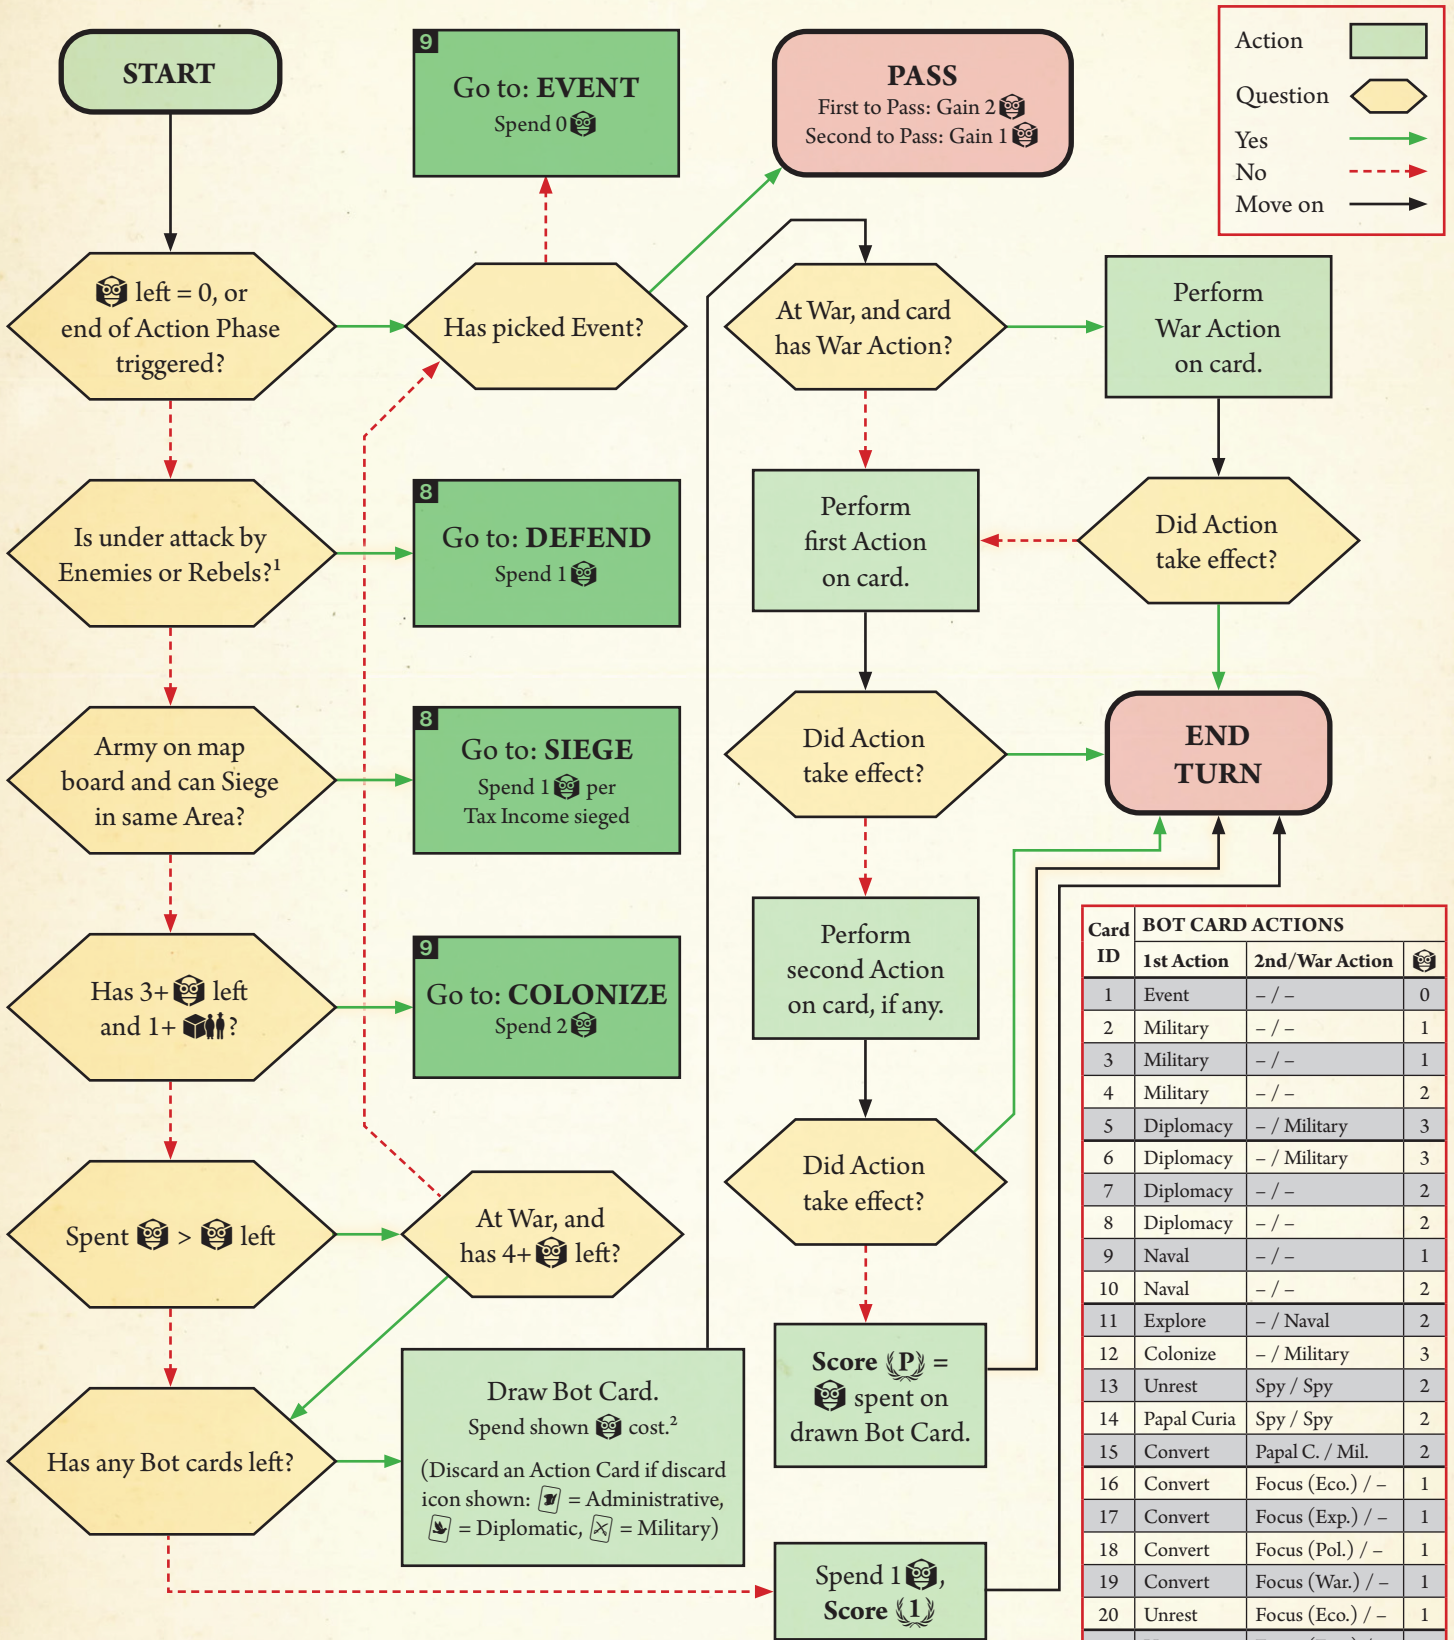 START
9
Go to: EVENT
Spend 0
PASS
First to Pass: Gain 2
Second to Pass: Gain 1
Action
Question
Yes
No
Move on
left = 0, or
end of Action Phase
triggered?
Has picked Event?
At War, and card
has War Action?
Perform
War Action
on card.
Is under attack by
Enemies or Rebels?¹
8
Go to: DEFEND
Spend 1
Perform
first Action
on card.
Did Action
take effect?
Army on map
board and can Siege
in same Area?
8
Go to: SIEGE
Spend 1 per
Tax Income sieged
Did Action
take effect?
END
TURN
Has 3+ left
and 1+ ?
9
Go to: COLONIZE
Spend 2
Perform
second Action
on card, if any.
Spent > left
At War, and
has 4+ left?
Did Action
take effect?
Has any Bot cards left?
Draw Bot Card.
Spend shown cost.²
(Discard an Action Card if discard
icon shown: = Administrative,
= Diplomatic, = Military)
Score P =
spent on
drawn Bot Card.
Spend 1 ,
Score 1
Card ID BOT CARD ACTIONS
1st Action 2nd/War Action
1 Event – / – 0
2 Military – / – 1
3 Military – / – 1
4 Military – / – 2
5 Diplomacy – / Military 3
6 Diplomacy – / Military 3
7 Diplomacy – / – 2
8 Diplomacy – / – 2
9 Naval – / – 1
10 Naval – / – 2
11 Explore – / Naval 2
12 Colonize – / Military 3
13 Unrest Spy / Spy 2
14 Papal Curia Spy / Spy 2
15 Convert Papal C. / Mil. 2
16 Convert Focus (Eco.) / – 1
17 Convert Focus (Exp.) / – 1
18 Convert Focus (Pol.) / – 1
19 Convert Focus (War.) / – 1
20 Unrest Focus (Eco.) / – 1